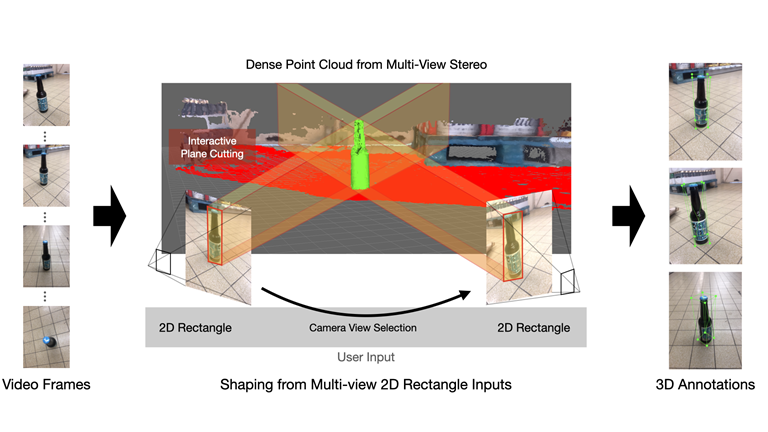 Dense Point Cloud from Multi-View Stereo
Interactive
Plane Cutting
2D Rectangle
Camera View Selection
2D Rectangle
User Input
Video Frames
Shaping from Multi-view 2D Rectangle Inputs
3D Annotations